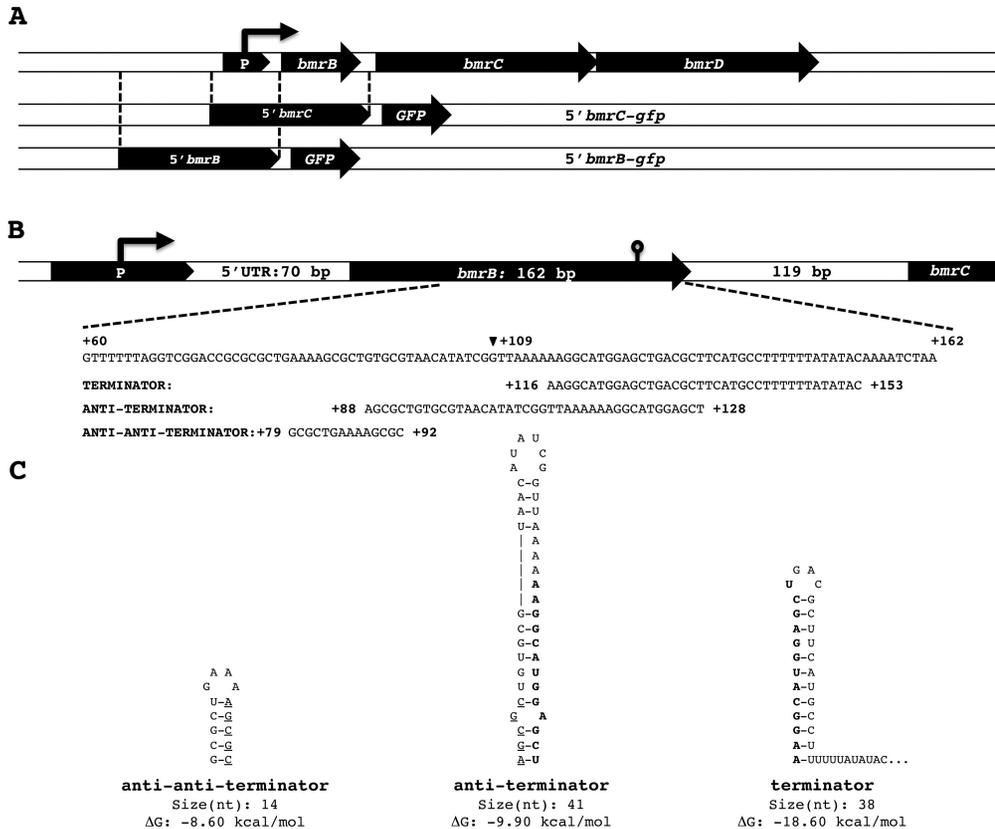 A
P bmrB bmrC bmrD
5'bmrC GFP 5'bmrC-gfp
5'bmrB GFP 5'bmrB-gfp
B
P 5'UTR:70 bp bmrB: 162 bp 119 bp bmrC
+60 ▼+109 +162
GTTTTTTAGGTCGGACCGCGCGCTGAAAAGCGCTGTGCGTAACATATCGGTTAAAAAAGGCATGGAGCTGACGCTTCATGCCTTTTTTATATACAAAATCTAA
TERMINATOR: +116 AAGGCATGGAGCTGACGCTTCATGCCTTTTTTATATAC +153
ANTI-TERMINATOR: +88 AGCGCTGTGCGTAACATATCGGTTAAAAAAGGCATGGAGCT +128
ANTI-ANTI-TERMINATOR:+79 GCGCTGAAAAGCGC +92
C
A A
G A
U-A
C-G
G-C
C-G
G-C
anti-anti-terminator
Size(nt): 14
ΔG: -8.60 kcal/mol
A U
U C
A G
C-G
A U
A-U
U-A
| A
| A
| A
| A
| A
G-G
C-G
G-C
U A
G-U
U G
C-G
G A
C-G
G-C
A-U
anti-terminator
Size(nt): 41
ΔG: -9.90 kcal/mol
G A
U C
C-G
G-C
A-U
G U
G-C
U-A
A-U
C-G
G-C
G-C
A U
A-UUUUUAUAUAC...
terminator
Size(nt): 38
ΔG: -18.60 kcal/mol